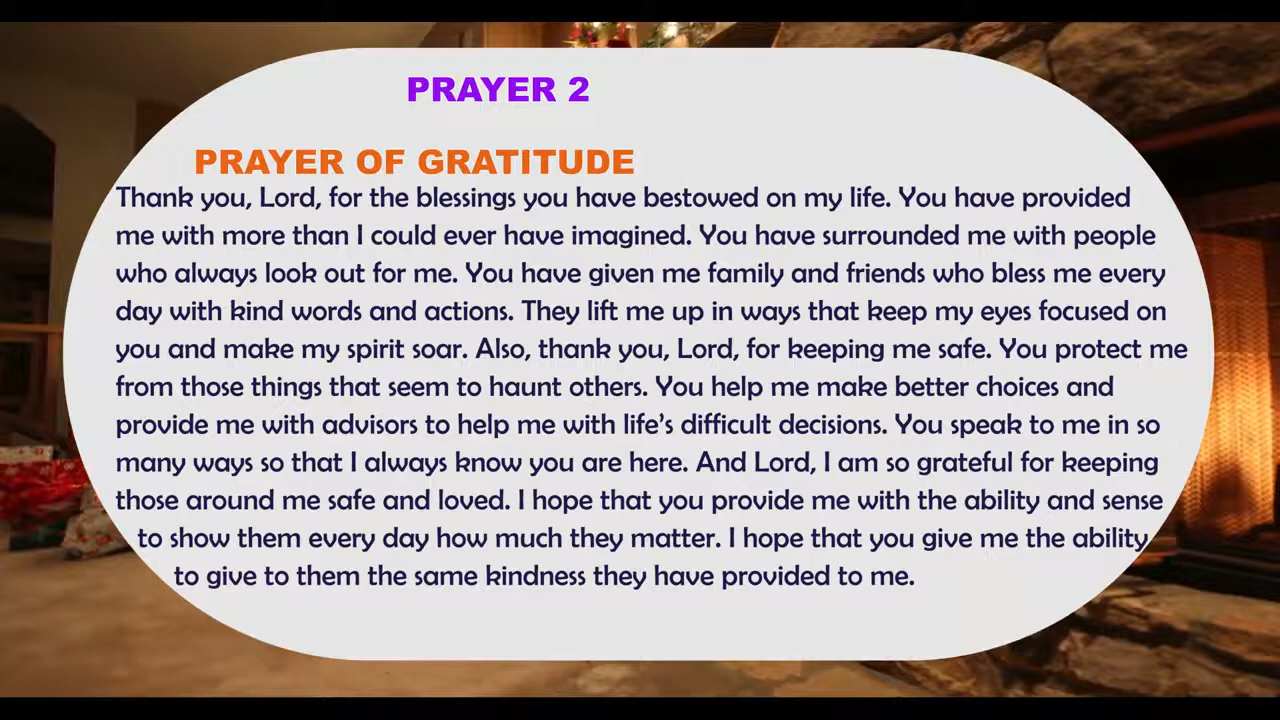 PRAYER 2
PRAYER OF GRATITUDE
Thank you, Lord, for the blessings you have bestowed on my life. You have provided
me with more than I could ever have imagined. You have surrounded me with people
who always look out for me. You have given me family and friends who bless me every
day with kind words and actions. They lift me up in ways that keep my eyes focused on
you and make my spirit soar. Also, thank you, Lord, for keeping me safe. You protect me
from those things that seem to haunt others. You help me make better choices and
provide me with advisors to help me with life’s difficult decisions. You speak to me in so
many ways so that I always know you are here. And Lord, I am so grateful for keeping
those around me safe and loved. I hope that you provide me with the ability and sense
to show them every day how much they matter. I hope that you give me the ability
to give to them the same kindness they have provided to me.